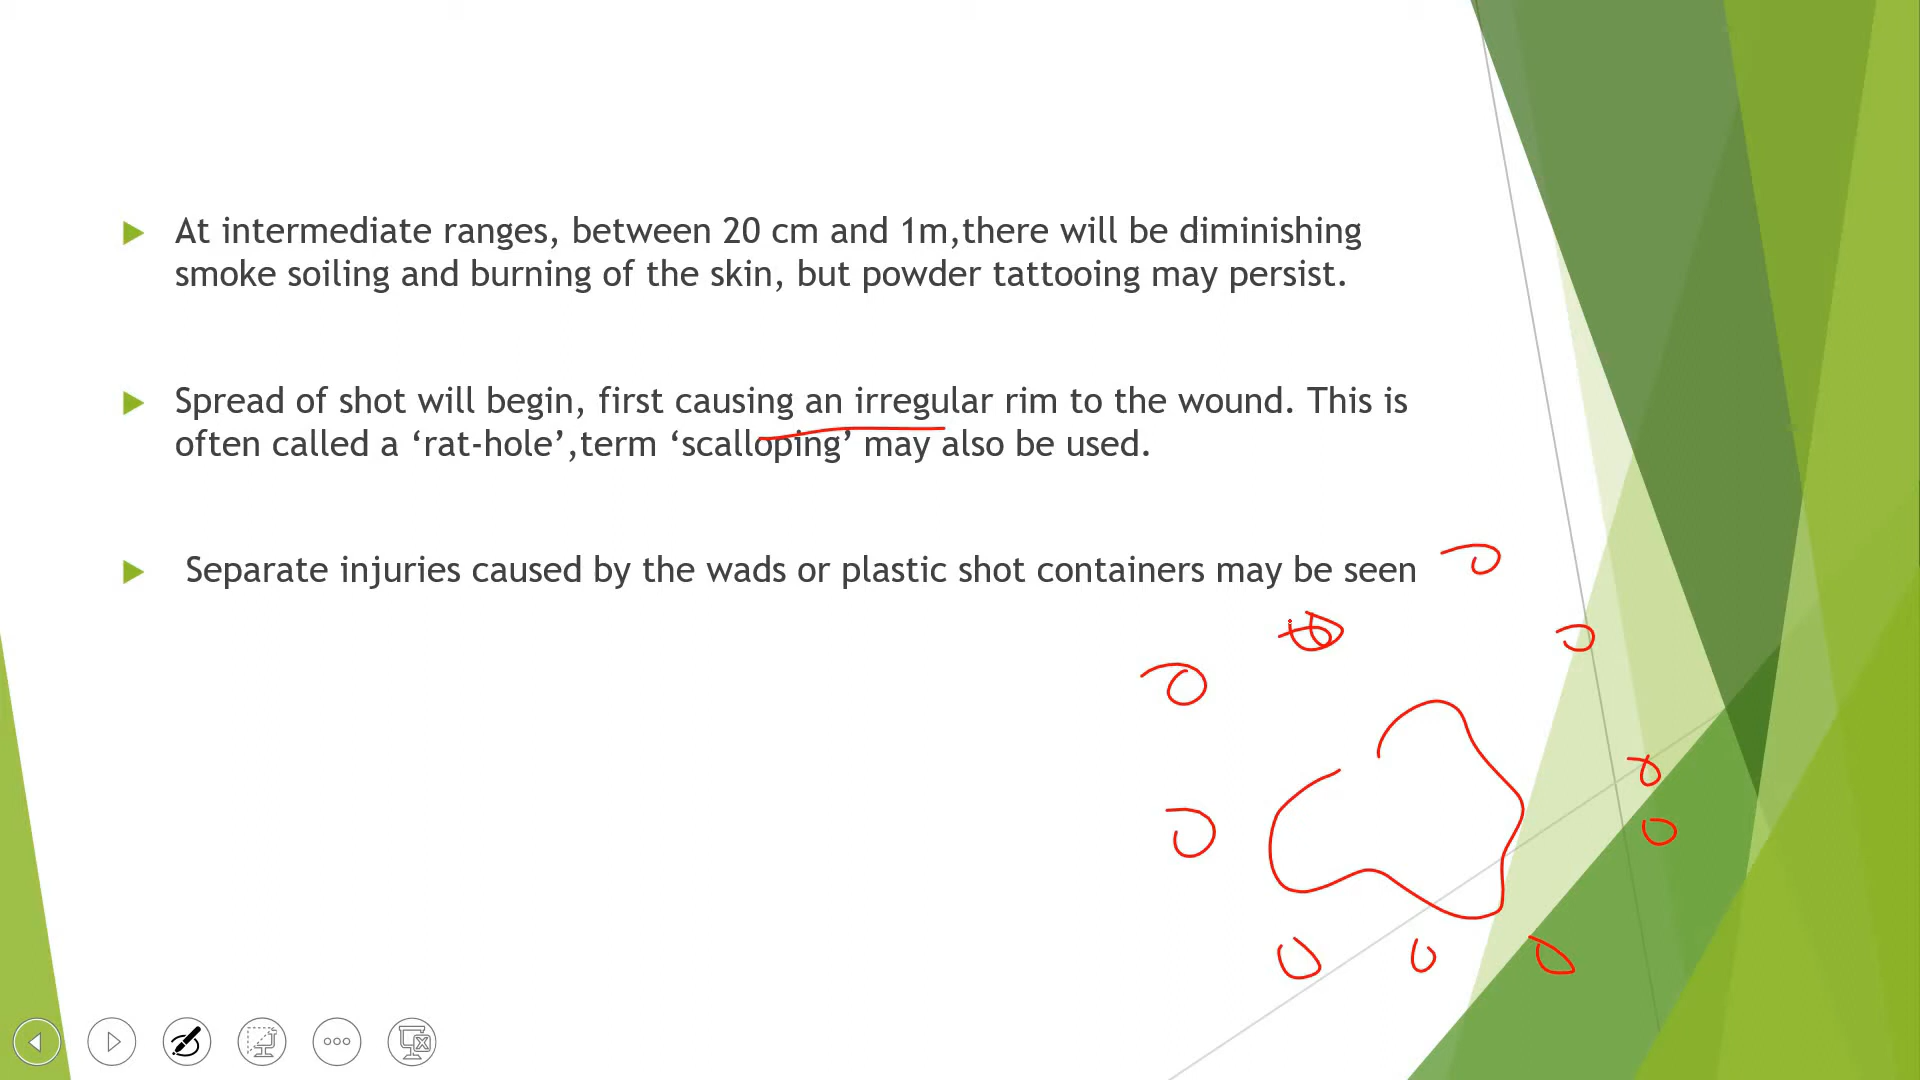 At intermediate ranges, between 20 cm and 1m,there will be diminishing
smoke soiling and burning of the skin, but powder tattooing may persist.
Spread of shot will begin, first causing an irregular rim to the wound. This is
often called a ‘rat-hole’,term ‘scalloping’ may also be used.
Separate injuries caused by the wads or plastic shot containers may be seen